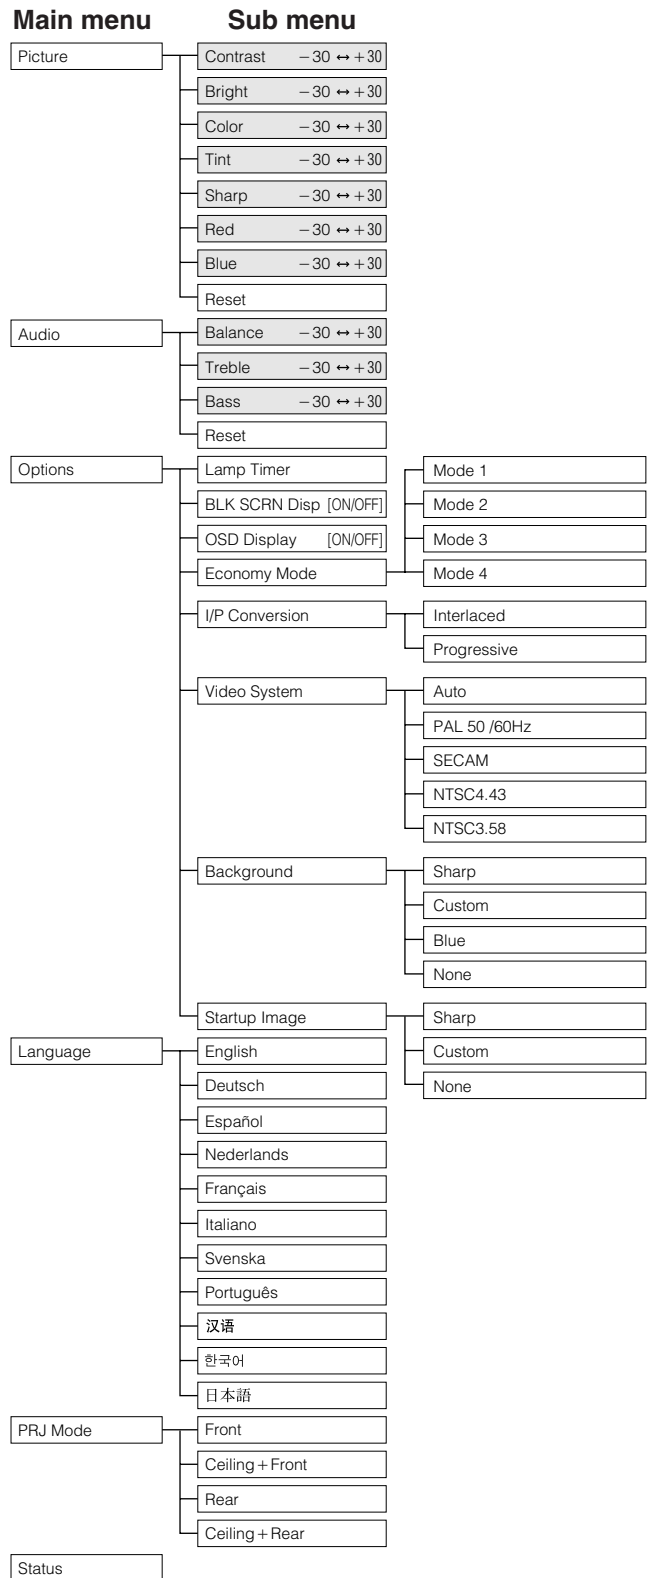 Main menu Sub menu
Picture Contrast −30 ↔ +30
Bright −30 ↔ +30
Color −30 ↔ +30
Tint −30 ↔ +30
Sharp −30 ↔ +30
Red −30 ↔ +30
Blue −30 ↔ +30
Reset
Audio Balance −30 ↔ +30
Treble −30 ↔ +30
Bass −30 ↔ +30
Reset
Options Lamp Timer Mode 1
BLK SCRN Disp [ON/OFF] Mode 2
OSD Display [ON/OFF] Mode 3
Economy Mode Mode 4
I/P Conversion Interlaced
Progressive
Video System Auto
PAL 50 /60Hz
SECAM
NTSC4.43
NTSC3.58
Background Sharp
Custom
Blue
None
Startup Image Sharp
Language English Custom
Deutsch None
Español
Nederlands
Français
Italiano
Svenska
Português
汉语
한국어
日本語
PRJ Mode Front
Ceiling+Front
Rear
Ceiling+Rear
Status